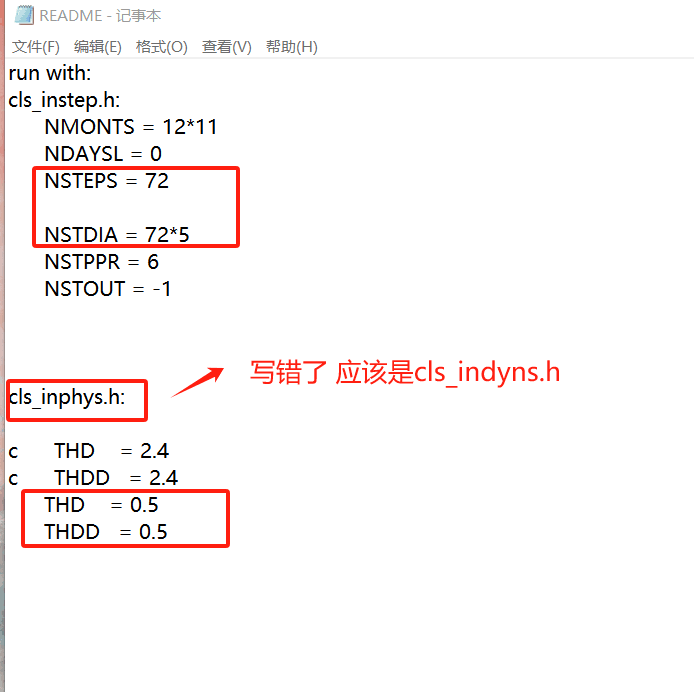 README - 记事本
文件(F) 编辑(E) 格式(O) 查看(V) 帮助(H)
run with:
cls_instep.h:
NMONTS = 12*11
NDAYSL = 0
NSTEPS = 72
NSTDIA = 72*5
NSTPPR = 6
NSTOUT = -1
写错了 应该是cls_indyns.h
cls_inphys.h:
c THD = 2.4
c THDD = 2.4
THD = 0.5
THDD = 0.5